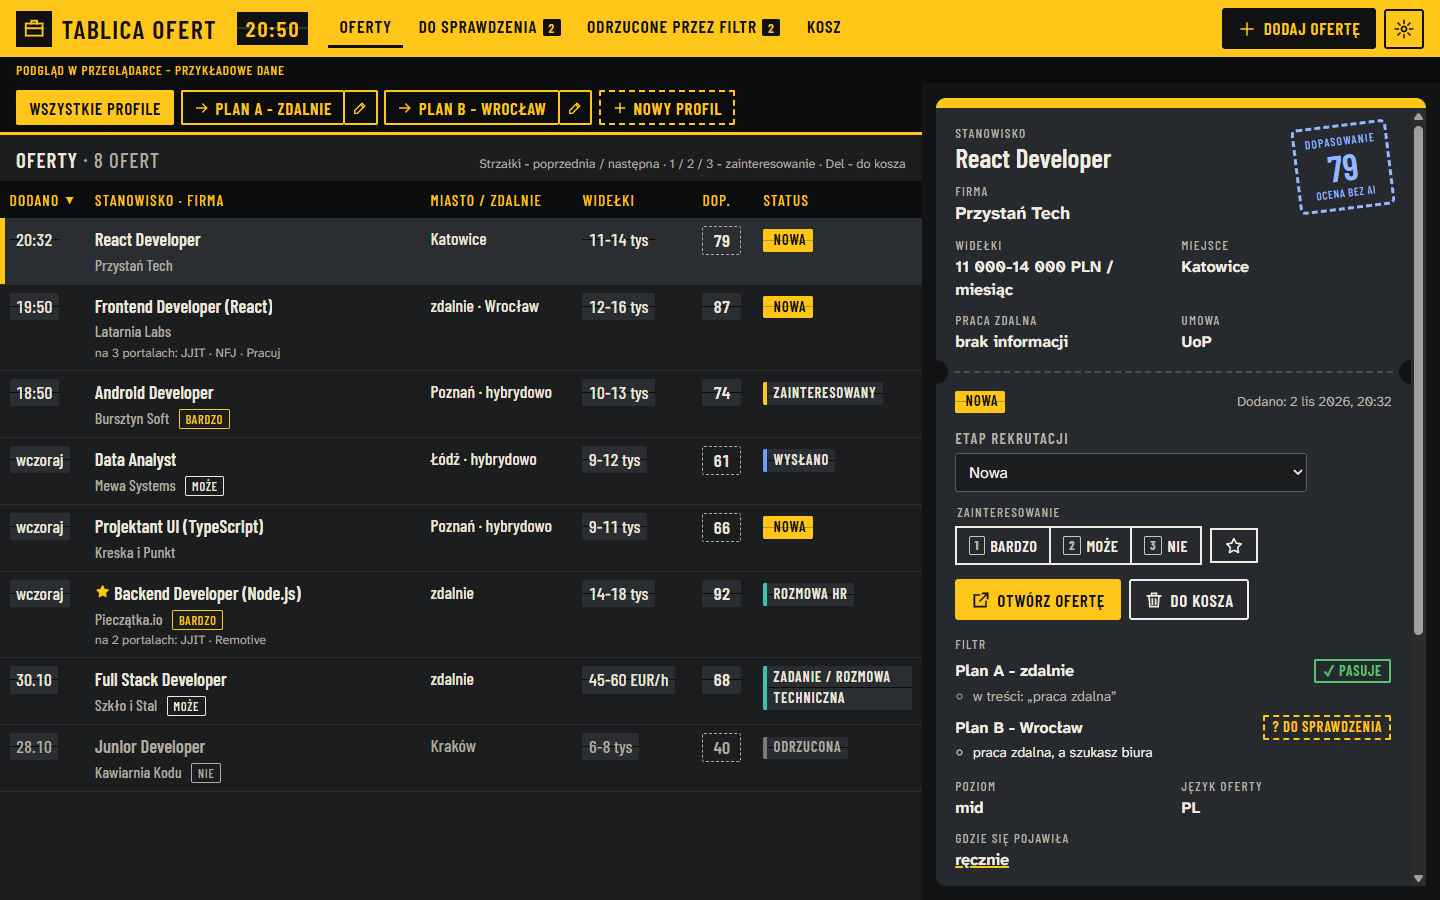 TABLICA OFERT 20:50 OFERTY DO SPRAWDZENIA 2 ODRZUCONE PRZEZ FILTR 2 KOSZ + DODAJ OFERTĘ
PODGLĄD W PRZEGLĄDARCE - PRZYKŁADOWE DANE
WSZYSTKIE PROFILE → PLAN A - ZDALNIE → PLAN B - WROCŁAW + NOWY PROFIL
OFERTY · 8 OFERT Strzałki - poprzednia / następna · 1 / 2 / 3 - zainteresowanie · Del - do kosza
DODANO ▼ STANOWISKO · FIRMA MIASTO / ZDALNIE WIDEŁKI DOP. STATUS
20:32 React Developer Katowice 11-14 tys 79 NOWA
Przystań Tech
19:50 Frontend Developer (React) zdalnie · Wrocław 12-16 tys 87 NOWA
Latarnia Labs
na 3 portalach: JJIT · NFJ · Pracuj
18:50 Android Developer Poznań · hybrydowo 10-13 tys 74 ZAINTERESOWANY
Bursztyn Soft BARDZO
wczoraj Data Analyst Łódź · hybrydowo 9-12 tys 61 WYSŁANO
Mewa Systems MOŻE
wczoraj Projektant UI (TypeScript) Poznań · hybrydowo 9-11 tys 66 NOWA
Kreska i Punkt
wczoraj Backend Developer (Node.js) zdalnie 14-18 tys 92 ROZMOWA HR
Pieczątka.io BARDZO
na 2 portalach: JJIT · Remotive
30.10 Full Stack Developer zdalnie 45-60 EUR/h 68 ZADANIE / ROZMOWA
TECHNICZNA
Szkło i Stal MOŻE
28.10 Junior Developer Kraków 6-8 tys 40 ODRZUCONA
Kawiarnia Kodu NIE
STANOWISKO
React Developer
DOPASOWANIE
79
OCENA BEZ AI
FIRMA
Przystań Tech
WIDEŁKI MIEJSCE
11 000-14 000 PLN / Katowice
miesiąc
PRACA ZDALNA UMOWA
brak informacji UoP
NOWA Dodano: 2 lis 2026, 20:32
ETAP REKRUTACJI
Nowa
ZAINTERESOWANIE
1 BARDZO 2 MOŻE 3 NIE
OTWÓRZ OFERTĘ DO KOSZA
FILTR
Plan A - zdalnie ✓ PASUJE
w treści: „praca zdalna”
Plan B - Wrocław ? DO SPRAWDZENIA
praca zdalna, a szukasz biura
POZIOM JĘZYK OFERTY
mid PL
GDZIE SIĘ POJAWIŁA
ręcznie